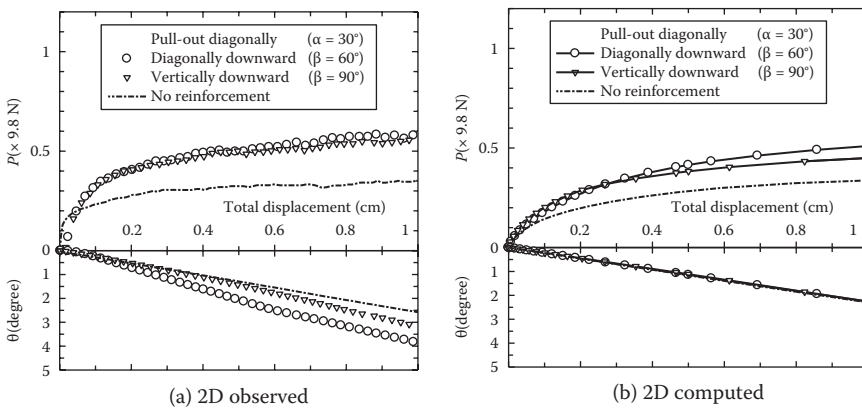 1
0.5
0
P(× 9.8 N)
Pull-out diagonally (α = 30°)
Diagonally downward (β = 60°)
Vertically downward (β = 90°)
No reinforcement
Total displacement (cm)
0.2 0.4 0.6 0.8 1
1
2
3
4
5
θ(degree)
(a) 2D observed
1
0.5
0
P(× 9.8 N)
Pull-out diagonally (α = 30°)
Diagonally downward (β = 60°)
Vertically downward (β = 90°)
No reinforcement
Total displacement (cm)
0.2 0.4 0.6 0.8 1
1
2
3
4
5
θ(degree)
(b) 2D computed